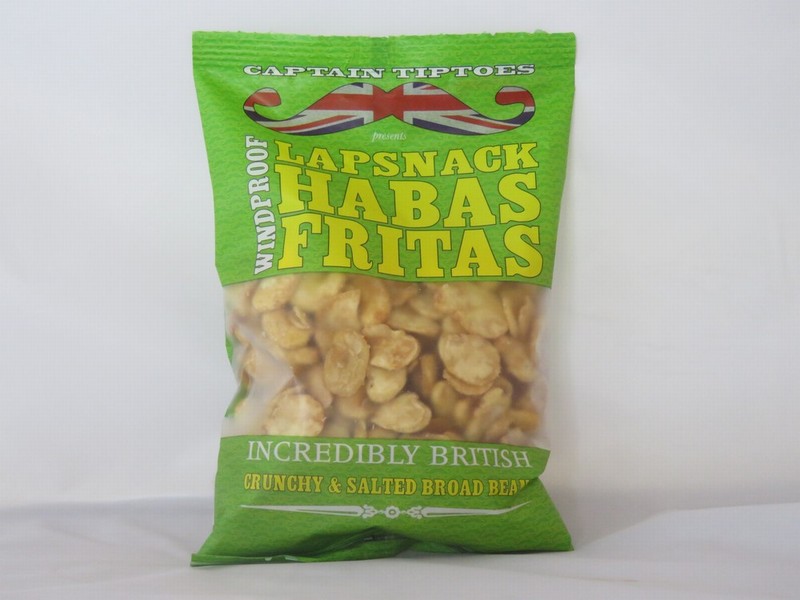 CAPTAIN TIPTOES
presents
WINDPROOF
LAPSNACK
HABAS
FRITAS
INCREDIBLY BRITISH
CRUNCHY & SALTED BROAD BEAN